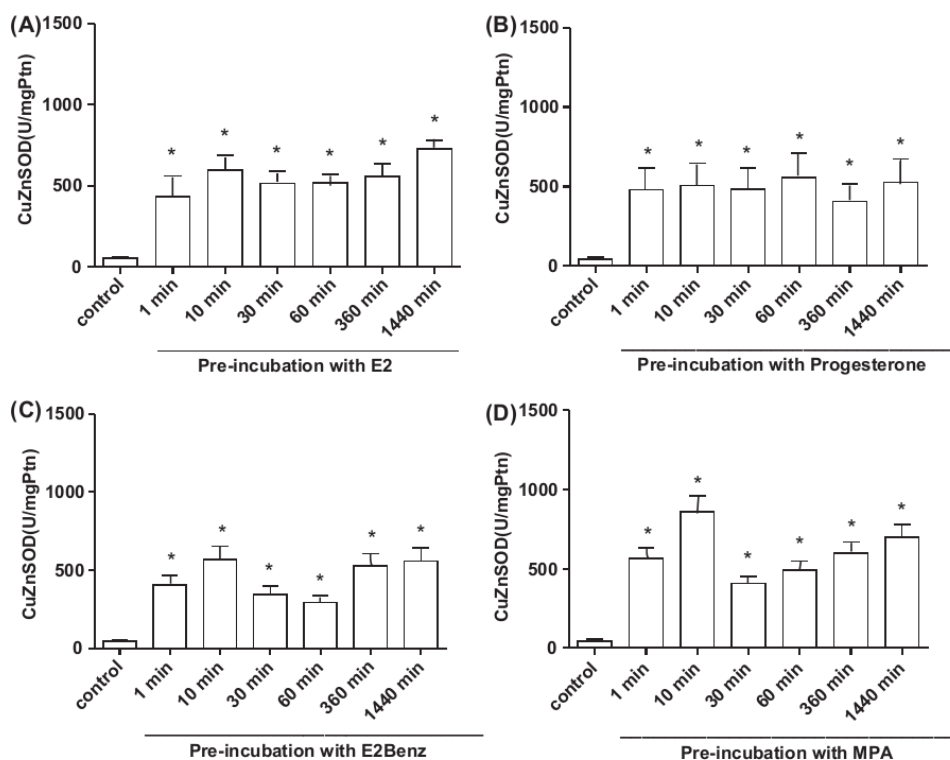 (A)
CuZnSOD(U/mgPtn)
1500
1000
500
0
* * * * * *
control
1 min
10 min
30 min
60 min
360 min
1440 min
Pre-incubation with E2
(B)
CuZnSOD(U/mgPtn)
1500
1000
500
0
* * * * * *
control
1 min
10 min
30 min
60 min
360 min
1440 min
Pre-incubation with Progesterone
(C)
CuZnSOD(U/mgPtn)
1500
1000
500
0
* * * * * *
control
1 min
10 min
30 min
60 min
360 min
1440 min
Pre-incubation with E2Benz
(D)
CuZnSOD(U/mgPtn)
1500
1000
500
0
* * * * * *
control
1 min
10 min
30 min
60 min
360 min
1440 min
Pre-incubation with MPA